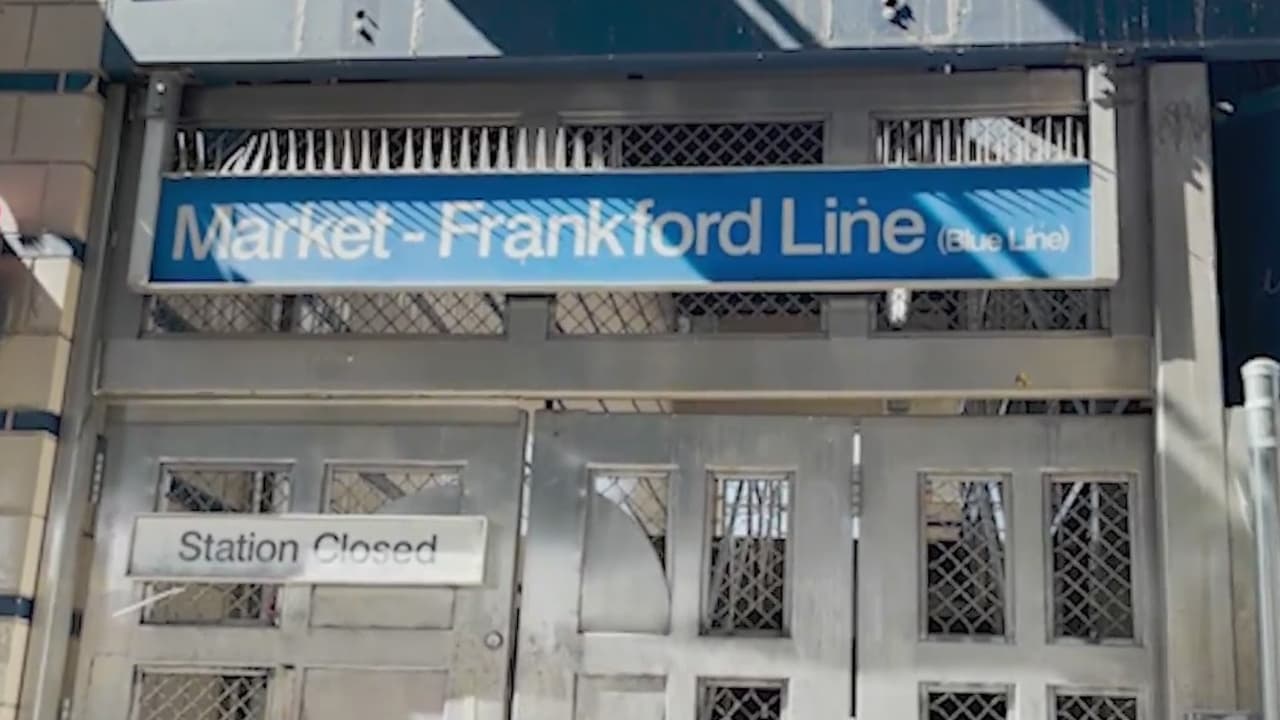 Market - Frankford Line (Blue Line)
Station Closed